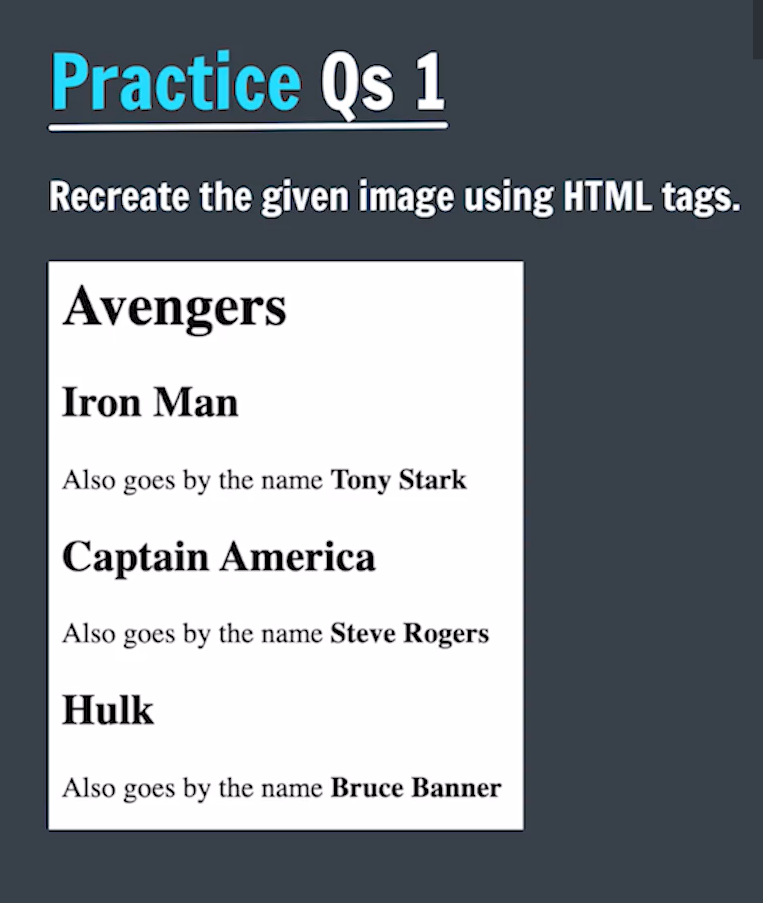 Practice Qs 1
Recreate the given image using HTML tags.
Avengers
Iron Man
Also goes by the name Tony Stark
Captain America
Also goes by the name Steve Rogers
Hulk
Also goes by the name Bruce Banner